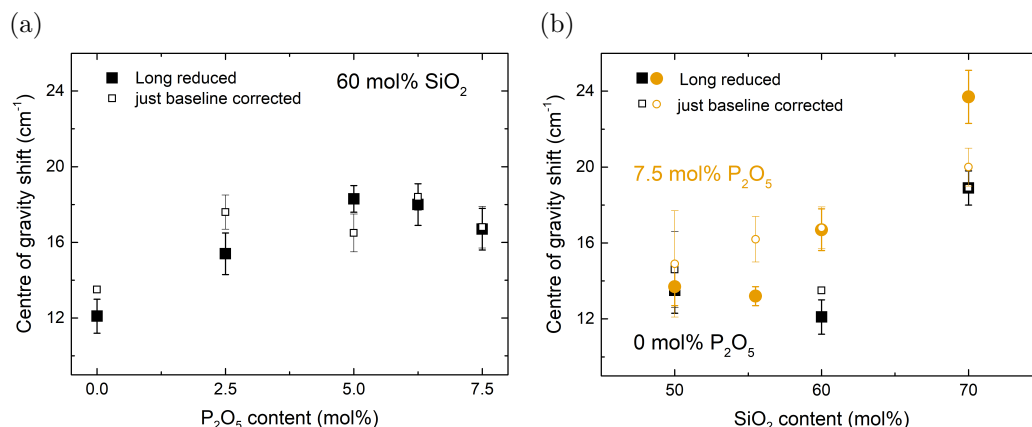 (a)
Long reduced
just baseline corrected
60 mol% SiO₂
Centre of gravity shift (cm⁻¹)
24
20
16
12
0.0 2.5 5.0 7.5
P₂O₅ content (mol%)
(b)
Long reduced
just baseline corrected
7.5 mol% P₂O₅
0 mol% P₂O₅
Centre of gravity shift (cm⁻¹)
24
20
16
12
50 60 70
SiO₂ content (mol%)